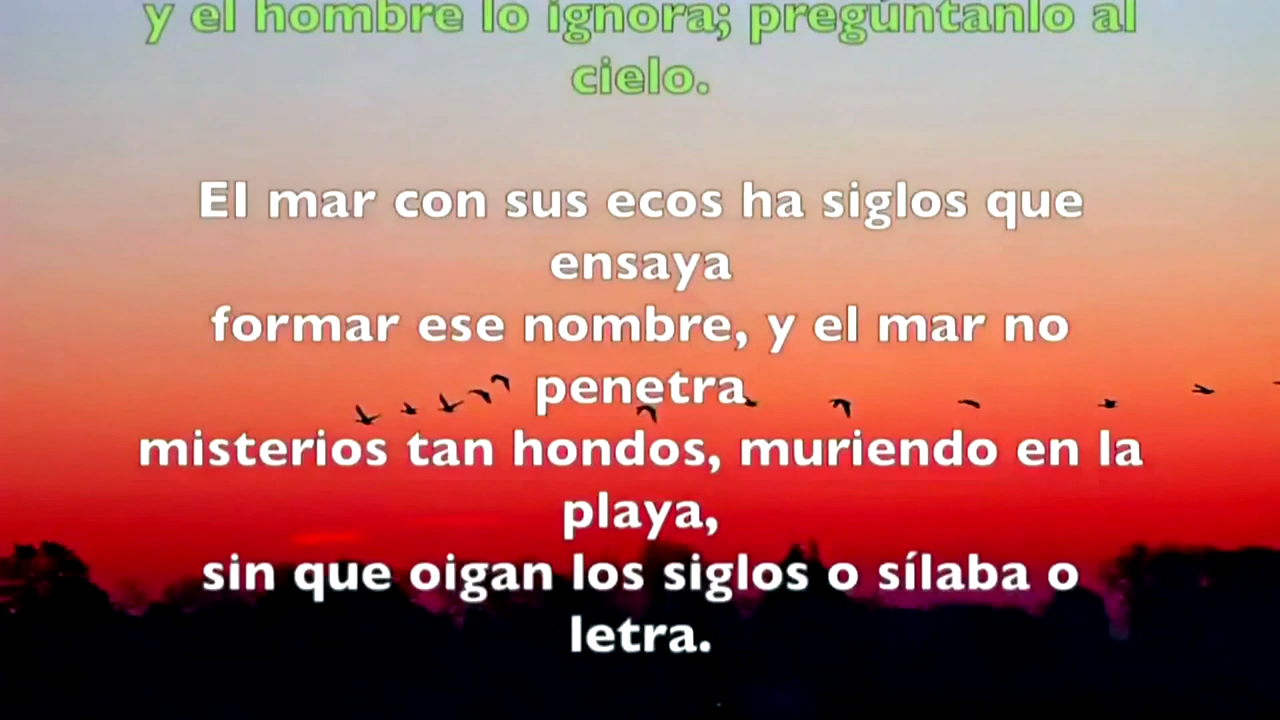 y el hombre lo ignora; pregúntanlo al
cielo.
El mar con sus ecos ha siglos que
ensaya
formar ese nombre, y el mar no
penetra
misterios tan hondos, muriendo en la
playa,
sin que oigan los siglos o sílaba o
letra.